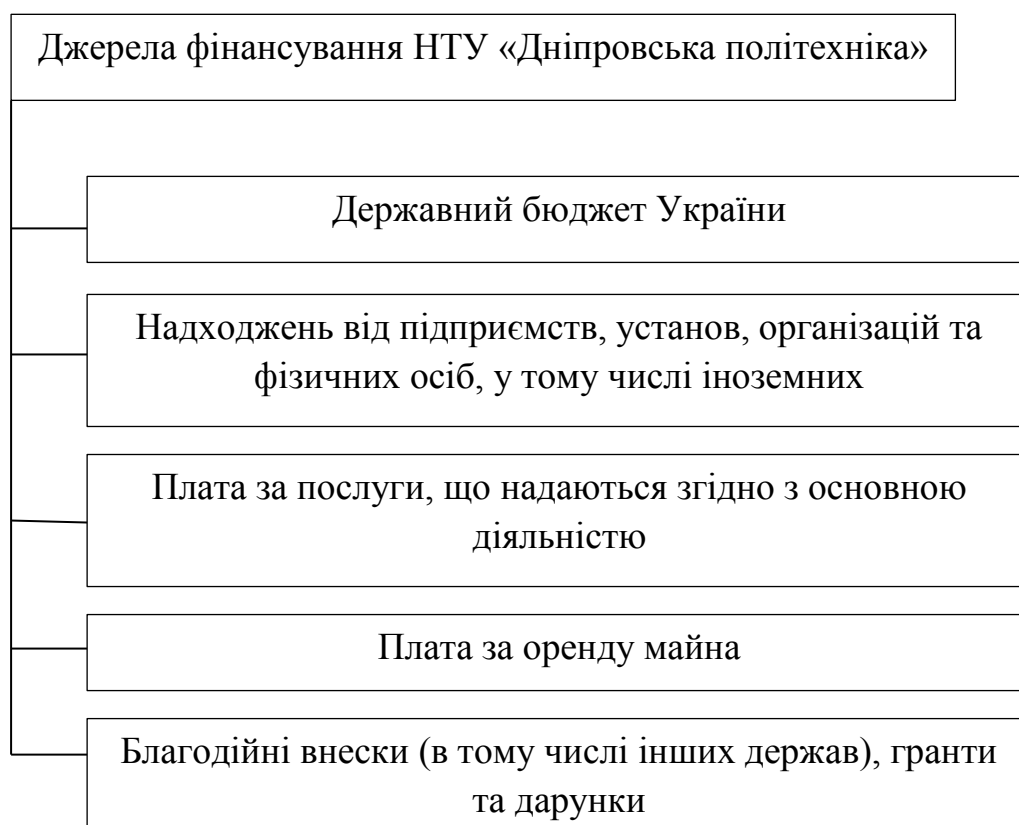 Джерела фінансування НТУ «Дніпровська політехніка»
Державний бюджет України
Надходжень від підприємств, установ, організацій та
фізичних осіб, у тому числі іноземних
Плата за послуги, що надаються згідно з основною
діяльністю
Плата за оренду майна
Благодійні внески (в тому числі інших держав), гранти
та дарунки